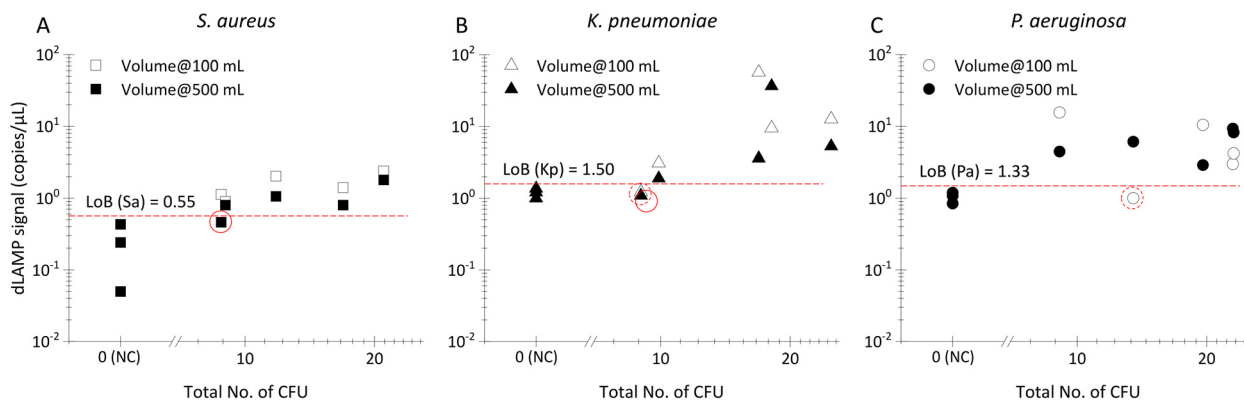 A S. aureus
10²
Volume@100 mL
Volume@500 mL
10¹
LoB (Sa) = 0.55
10⁰
10⁻¹
10⁻²
dLAMP signal (copies/µL)
0 (NC) 10 20
Total No. of CFU
B K. pneumoniae
10²
Volume@100 mL
Volume@500 mL
10¹
LoB (Kp) = 1.50
10⁰
10⁻¹
10⁻²
0 (NC) 10 20
Total No. of CFU
C P. aeruginosa
10²
Volume@100 mL
Volume@500 mL
10¹
LoB (Pa) = 1.33
10⁰
10⁻¹
10⁻²
0 (NC) 10 20
Total No. of CFU